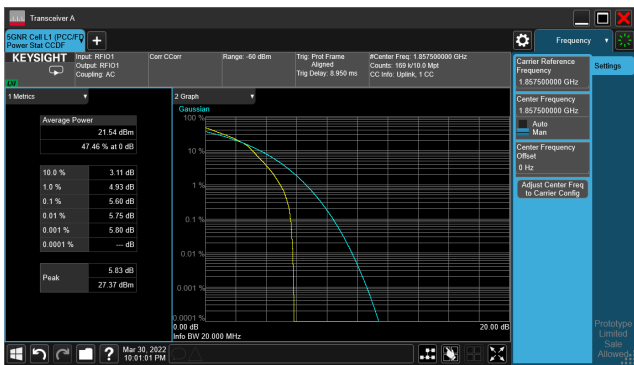 Transceiver A
5GNR Cell L1 (PCC/FD
Power Stat CCDF
Frequency
KEYSIGHT
Input: RFIO1
Output: RFIO1
Coupling: AC
Corr CCorr
Range: -60 dBm
Trig: Prot Frame
Aligned
Trig Delay: 8.950 ms
#Center Freq: 1.857500000 GHz
Counts: 169 k/10.0 Mpt
CC Info: Uplink, 1 CC
LV
1 Metrics
Average Power
21.54 dBm
47.46 % at 0 dB
10.0 % 3.11 dB
1.0 % 4.93 dB
0.1 % 5.60 dB
0.01 % 5.75 dB
0.001 % 5.80 dB
0.0001 % --- dB
Peak
5.83 dB
27.37 dBm
2 Graph
Gaussian
100 %
10 %
1 %
0.1 %
0.01 %
0.001 %
0.0001 %
0.00 dB
20.00 dB
Info BW 20.000 MHz
Carrier Reference
Frequency
1.857500000 GHz
Settings
Center Frequency
1.857500000 GHz
Auto
Man
Center Frequency
Offset
0 Hz
Adjust Center Freq
to Carrier Config
Prototype
Limited
Sale
Allowed
Mar 30, 2022
10:01:01 PM